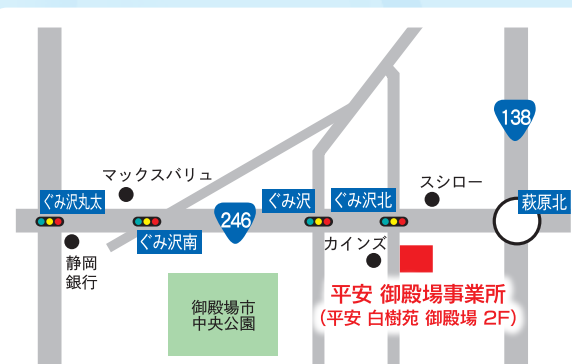 138
マックスバリュ
スシロー
ぐみ沢丸太
ぐみ沢
ぐみ沢北
萩原北
246
ぐみ沢南
カインズ
静岡
銀行
平安 御殿場事業所
(平安 白樹苑 御殿場 2F)
御殿場市
中央公園